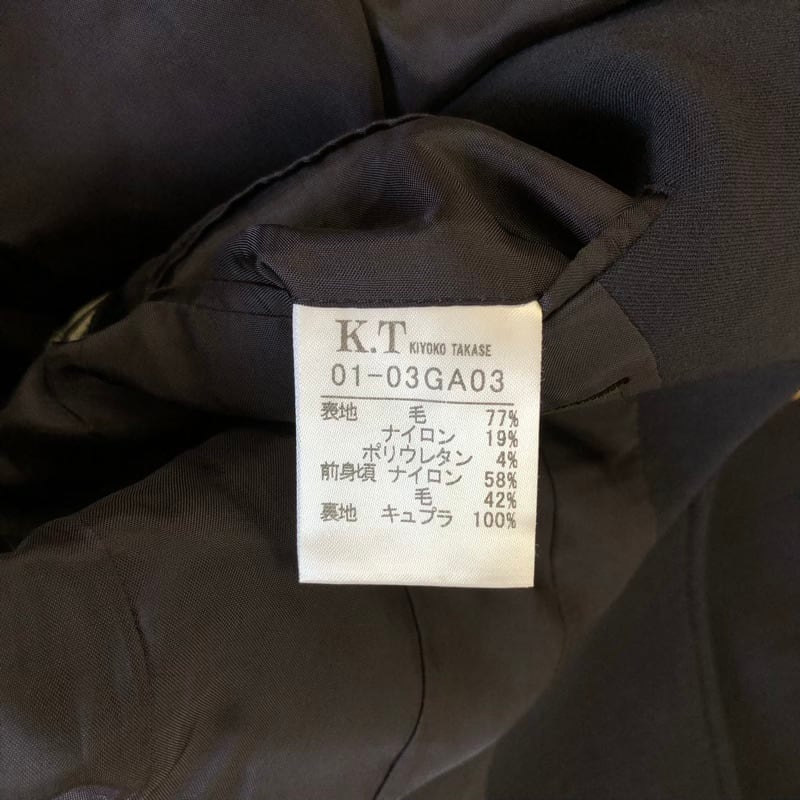 K.T KIYOKO TAKASE
01-03GA03
表地 毛 77%
ナイロン 19%
ポリウレタン 4%
前身頃 ナイロン 58%
毛 42%
裏地 キュプラ 100%